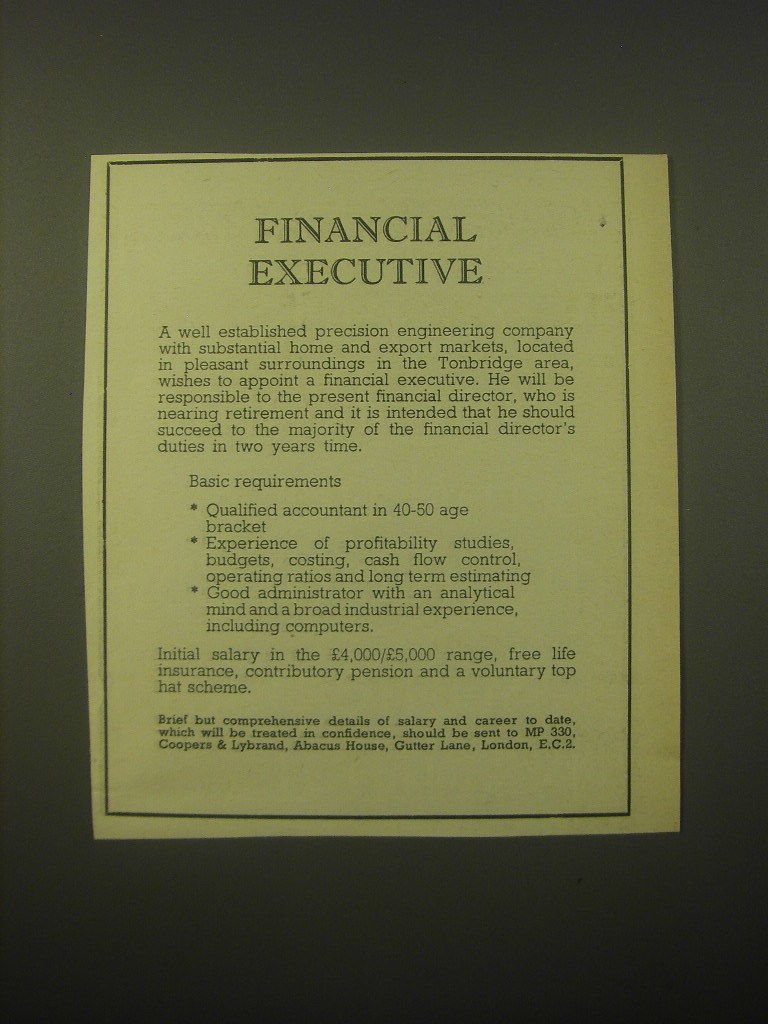 FINANCIAL
EXECUTIVE
A well established precision engineering company
with substantial home and export markets, located
in pleasant surroundings in the Tonbridge area,
wishes to appoint a financial executive. He will be
responsible to the present financial director, who is
nearing retirement and it is intended that he should
succeed to the majority of the financial director's
duties in two years time.
Basic requirements
* Qualified accountant in 40-50 age
bracket
* Experience of profitability studies,
budgets, costing, cash flow control,
operating ratios and long term estimating
* Good administrator with an analytical
mind and a broad industrial experience,
including computers.
Initial salary in the £4,000/£5,000 range, free life
insurance, contributory pension and a voluntary top
hat scheme.
Brief but comprehensive details of salary and career to date,
which will be treated in confidence, should be sent to MP 330,
Coopers & Lybrand, Abacus House, Gutter Lane, London, E.C.2.